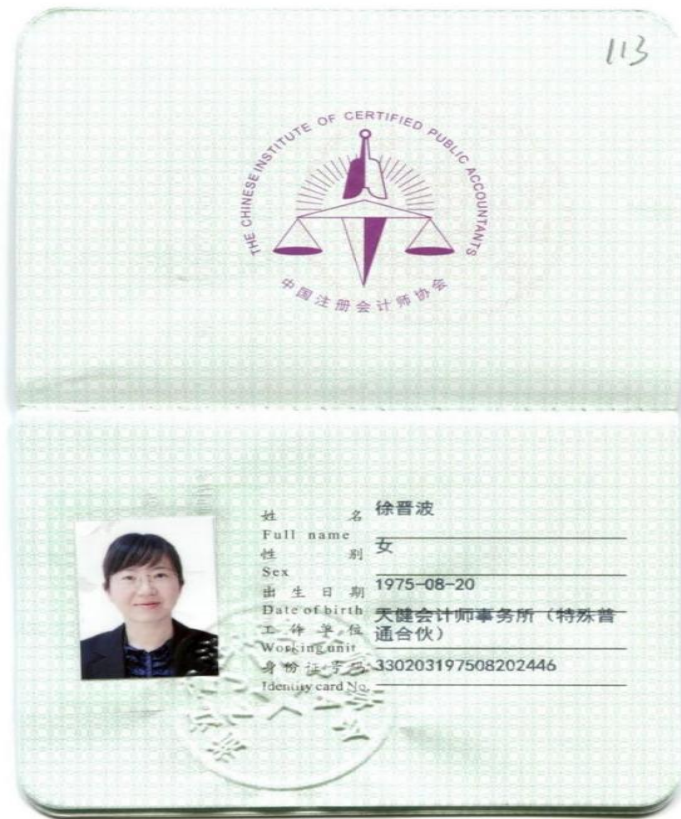 113
THE CHINESE INSTITUTE OF CERTIFIED PUBLIC ACCOUNTANTS
中国注册会计师协会
姓名 徐晋波
Full name
性别 女
Sex
出生日期 1975-08-20
Date of birth
工作单位 天健会计师事务所（特殊普
通合伙）
Working unit
身份证号码 330203197508202446
Identity card No.